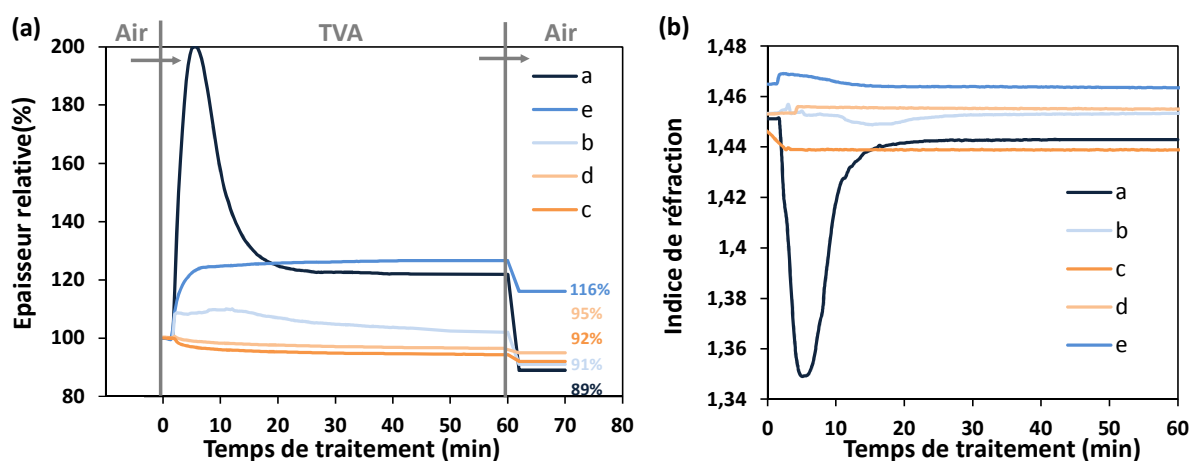 (a)
Air
TVA
Air
Epaisseur relative(%)
200
180
160
140
120
100
80
a
e
b
d
c
116%
95%
92%
91%
89%
0
10
20
30
40
50
60
70
80
Temps de traitement (min)
(b)
Indice de réfraction
1,48
1,46
1,44
1,42
1,4
1,38
1,36
1,34
a
b
c
d
e
0
10
20
30
40
50
60
Temps de traitement (min)